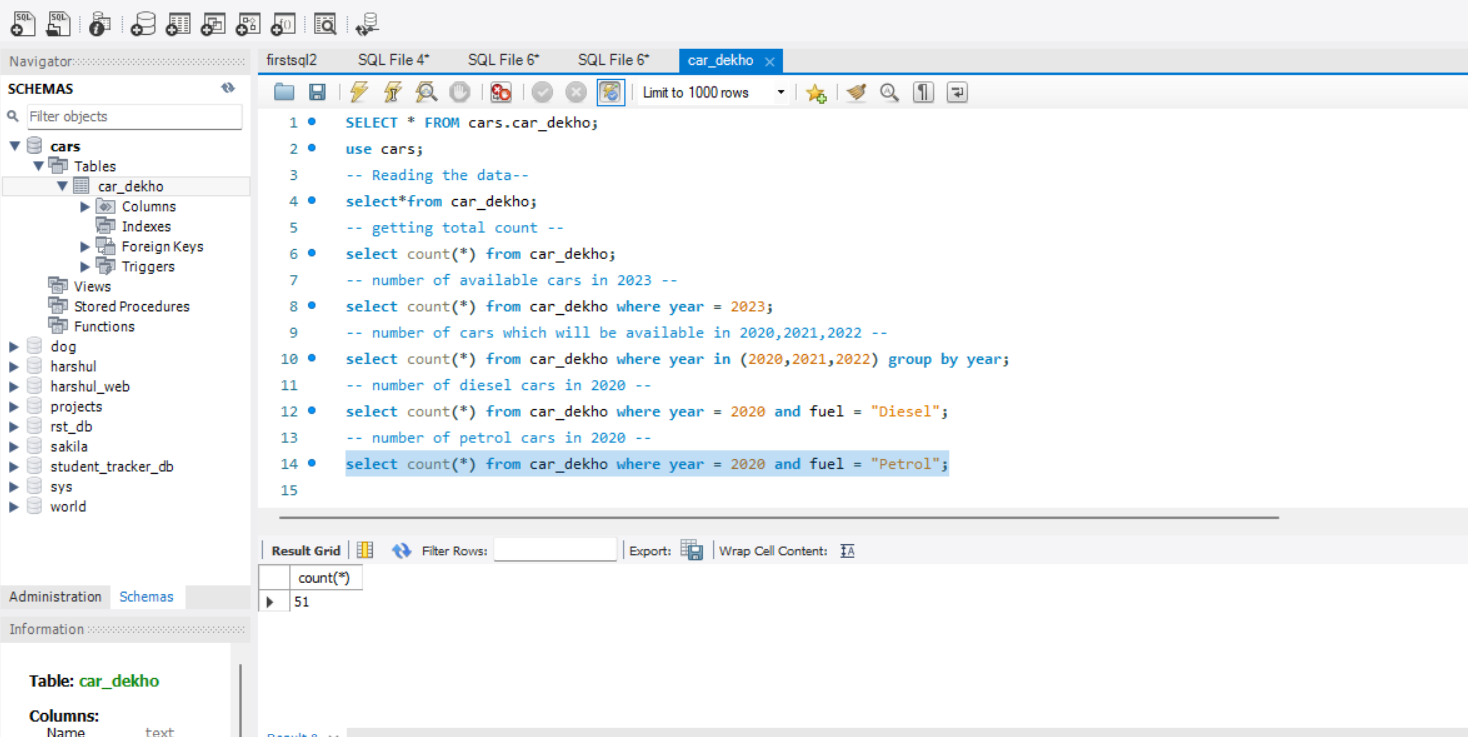 SQL SQL
firstsql2 SQL File 4* SQL File 6* SQL File 6* car_dekho
Navigator
SCHEMAS
Filter objects
cars
Tables
car_dekho
Columns
Indexes
Foreign Keys
Triggers
Views
Stored Procedures
Functions
dog
harshul
harshul_web
projects
rst_db
sakila
student_tracker_db
sys
world
Administration Schemas
Information
Table: car_dekho
Columns:
Name text
Limit to 1000 rows
1 SELECT * FROM cars.car_dekho;
2 use cars;
3 -- Reading the data--
4 select*from car_dekho;
5 -- getting total count --
6 select count(*) from car_dekho;
7 -- number of available cars in 2023 --
8 select count(*) from car_dekho where year = 2023;
9 -- number of cars which will be available in 2020,2021,2022 --
10 select count(*) from car_dekho where year in (2020,2021,2022) group by year;
11 -- number of diesel cars in 2020 --
12 select count(*) from car_dekho where year = 2020 and fuel = "Diesel";
13 -- number of petrol cars in 2020 --
14 select count(*) from car_dekho where year = 2020 and fuel = "Petrol";
15
Result Grid Filter Rows: Export: Wrap Cell Content:
count(*)
51